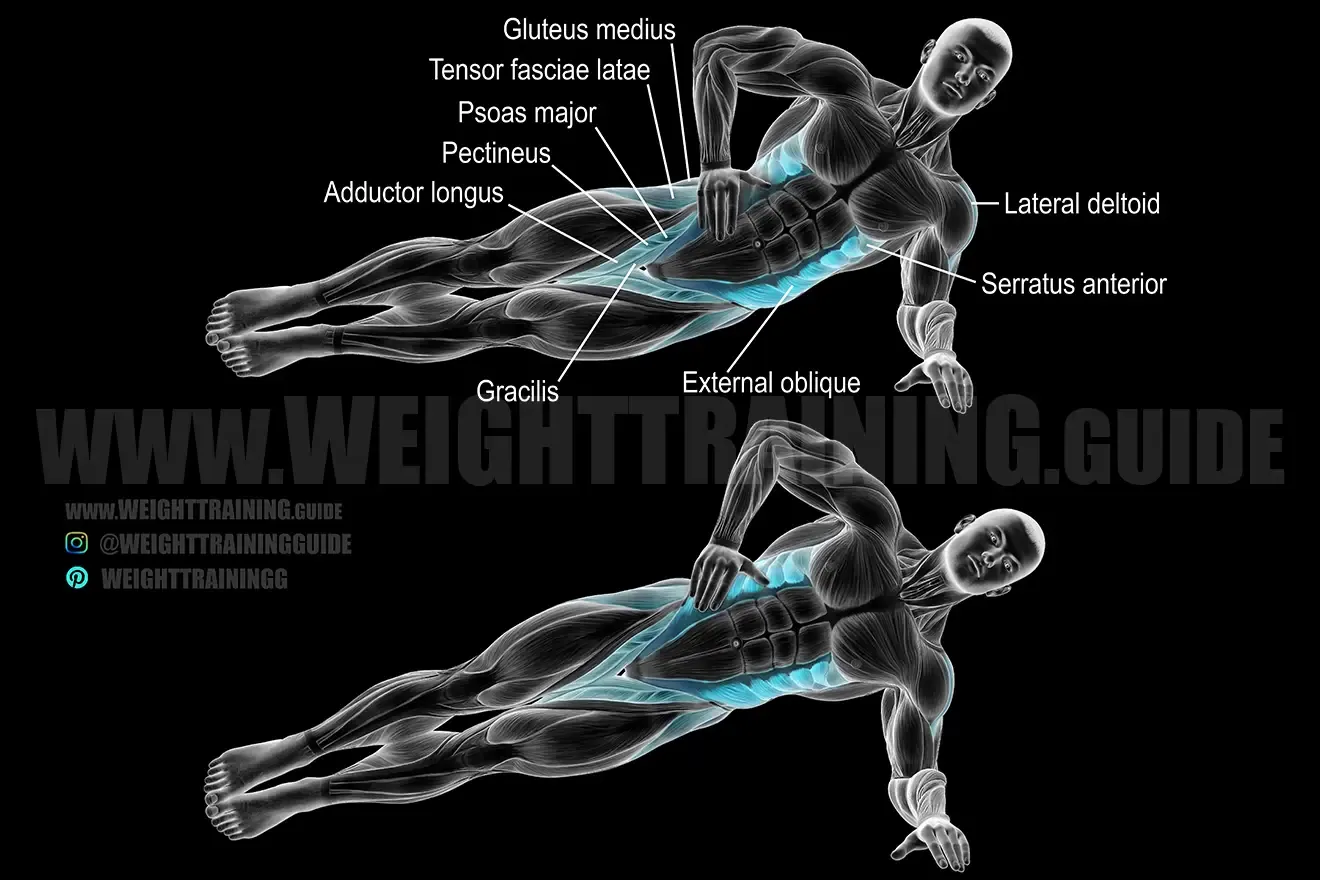 Gluteus medius
Tensor fasciae latae
Psoas major
Pectineus
Adductor longus
Lateral deltoid
Serratus anterior
External oblique
Gracilis
WWW.WEIGHTTRAINING.GUIDE
WWW.WEIGHTTRAINING.GUIDE
@WEIGHTTRAININGGUIDE
WEIGHTTRAININGG